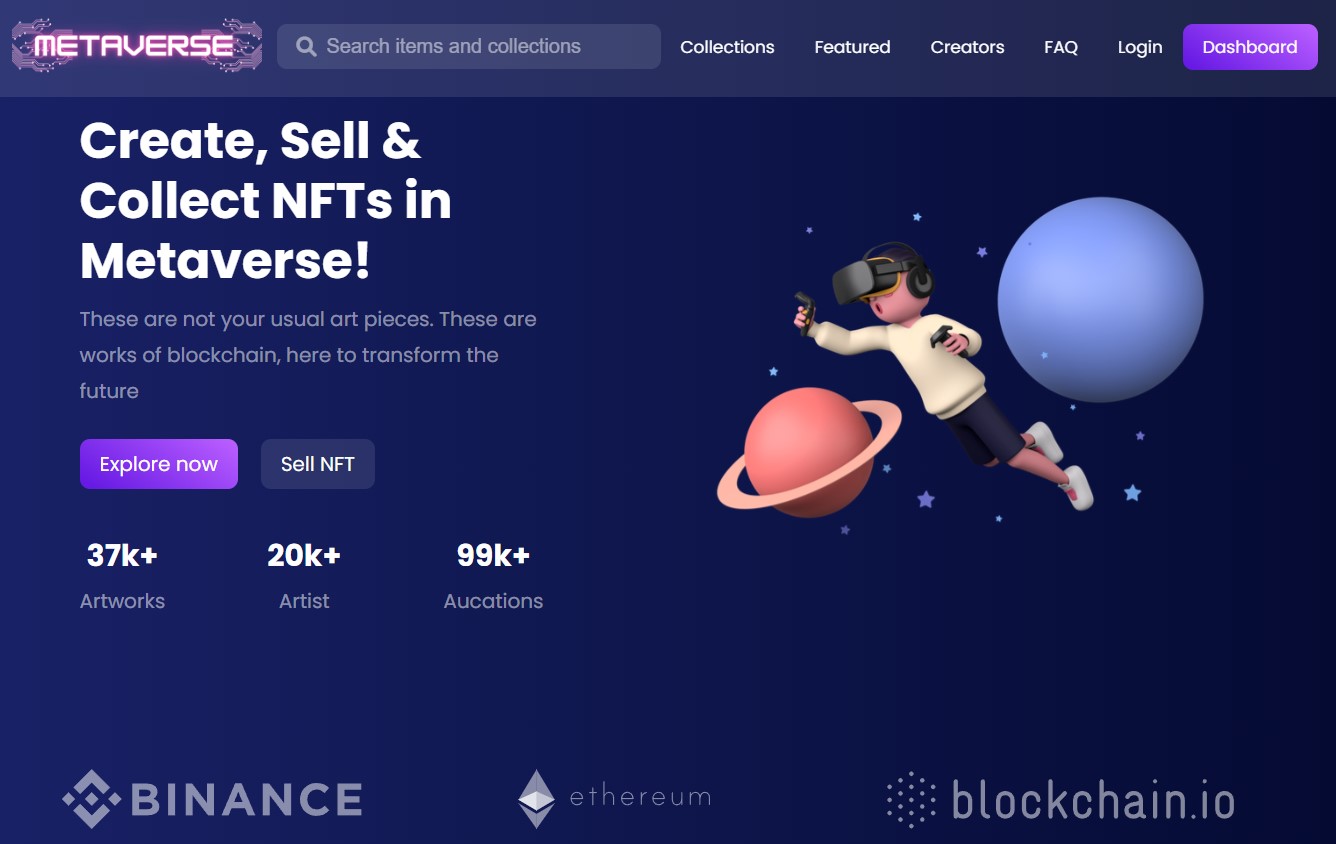 METAVERSE
Search items and collections
Collections
Featured
Creators
FAQ
Login
Dashboard
Create, Sell &
Collect NFTs in
Metaverse!
These are not your usual art pieces. These are
works of blockchain, here to transform the
future
Explore now
Sell NFT
37k+
Artworks
20k+
Artist
99k+
Aucations
BINANCE
ethereum
blockchain.io